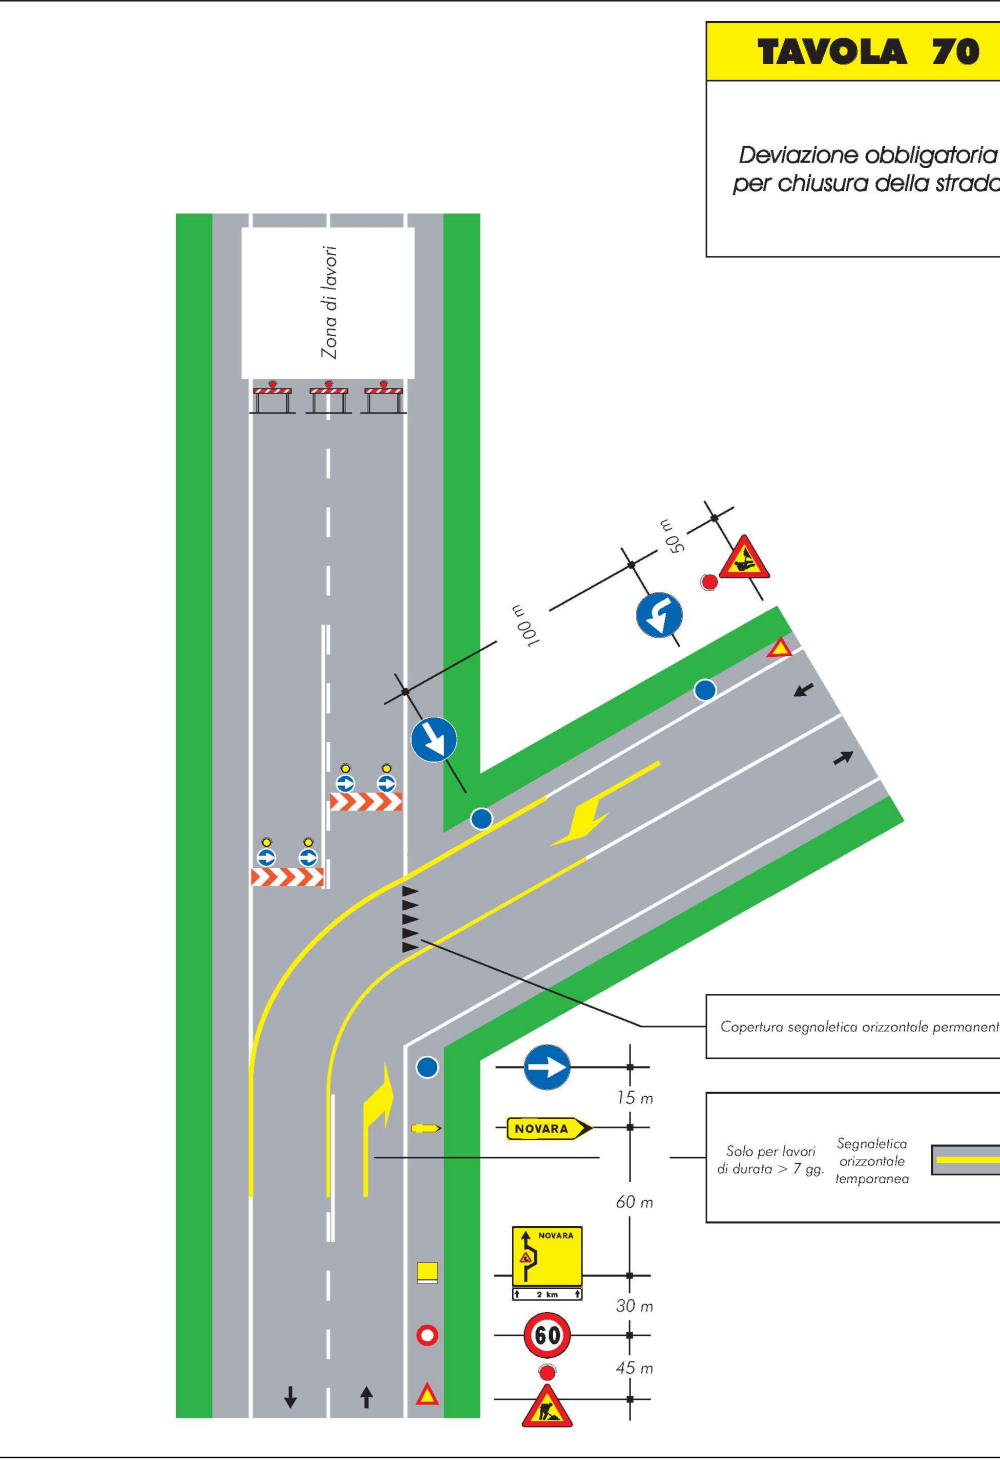 TAVOLA 70
Deviazione obbligatoria
per chiusura della strada
Zona di lavori
50 m
100 m
Copertura segnaletica orizzontale permanent
15 m
NOVARA
Solo per lavori
di durata > 7 gg.
Segnaletica
orizzontale
temporanea
60 m
NOVARA
2 km
30 m
60
45 m